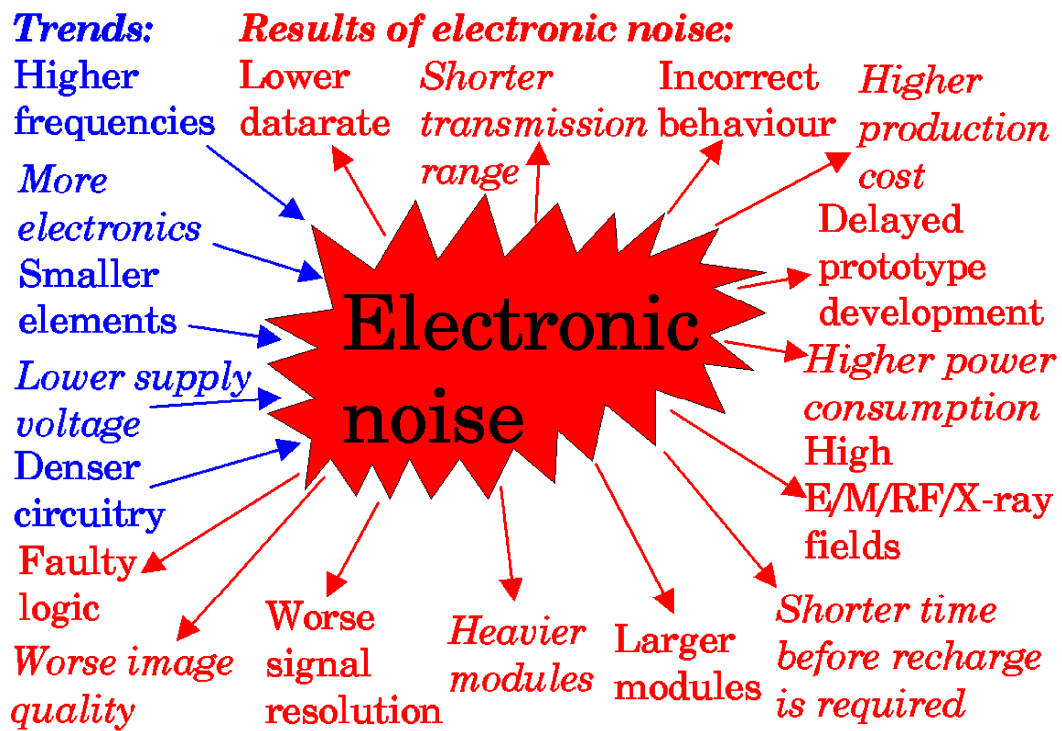 Trends:
Higher
frequencies
More
electronics
Smaller
elements
Lower supply
voltage
Denser
circuitry
Results of electronic noise:
Lower
datarate
Shorter
transmission
range
Incorrect
behaviour
Higher
production
cost
Delayed
prototype
development
Higher power
consumption
High
E/M/RF/X-ray
fields
Electronic
noise
Faulty
logic
Worse image
quality
Worse
signal
resolution
Heavier
modules
Larger
modules
Shorter time
before recharge
is required